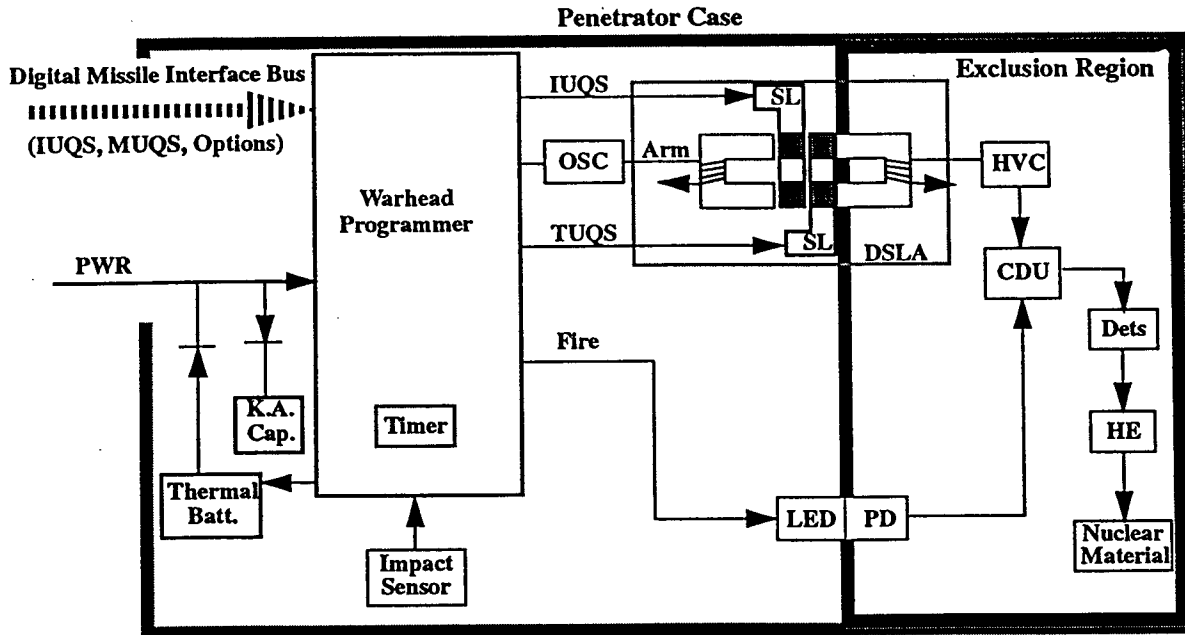 Penetrator Case
Digital Missile Interface Bus
(IUQS, MUQS, Options)
IUQS
SL
Exclusion Region
OSC
Arm
HVC
Warhead
Programmer
TUQS
SL
DSLA
PWR
CDU
Dets
Fire
K.A.
Cap.
Timer
HE
Thermal
Batt.
LED
PD
Impact
Sensor
Nuclear
Material